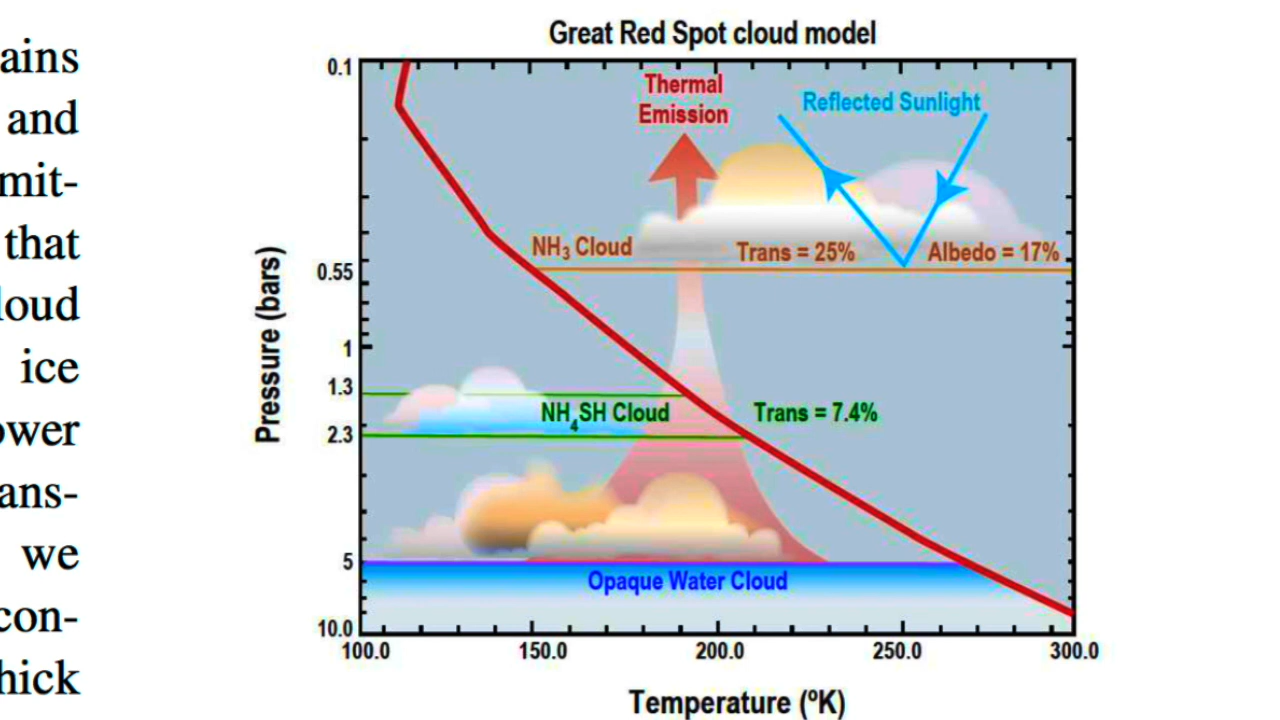 ains
and
mit-
that
loud
ice
ower
ans-
we
con-
hick
Great Red Spot cloud model
0.1
Thermal
Emission
Reflected Sunlight
NH₃ Cloud
Trans = 25%
Albedo = 17%
0.55
Pressure (bars)
1
1.3
NH₄SH Cloud
Trans = 7.4%
2.3
5
Opaque Water Cloud
10.0
100.0 150.0 200.0 250.0 300.0
Temperature (ºK)